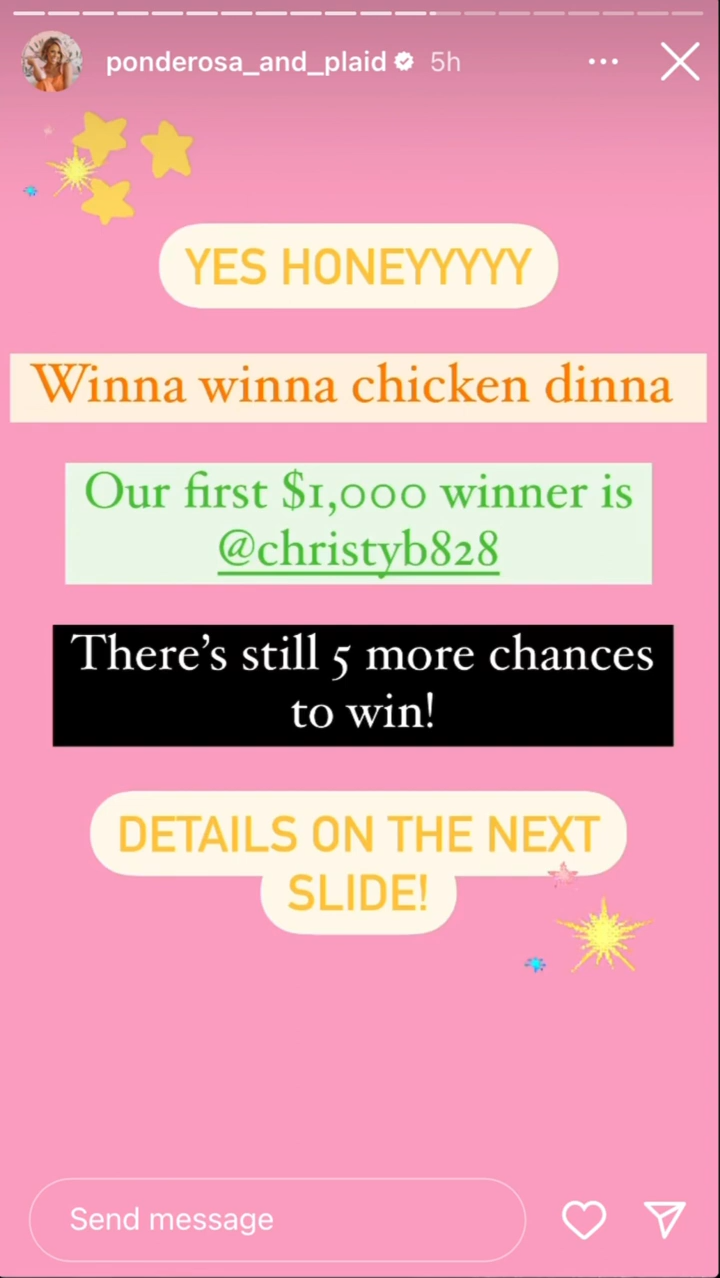 ponderosa_and_plaid 5h
YES HONEYYYYY
Winna winna chicken dinna
Our first $1,000 winner is
@christyb828
There's still 5 more chances
to win!
DETAILS ON THE NEXT
SLIDE!
Send message